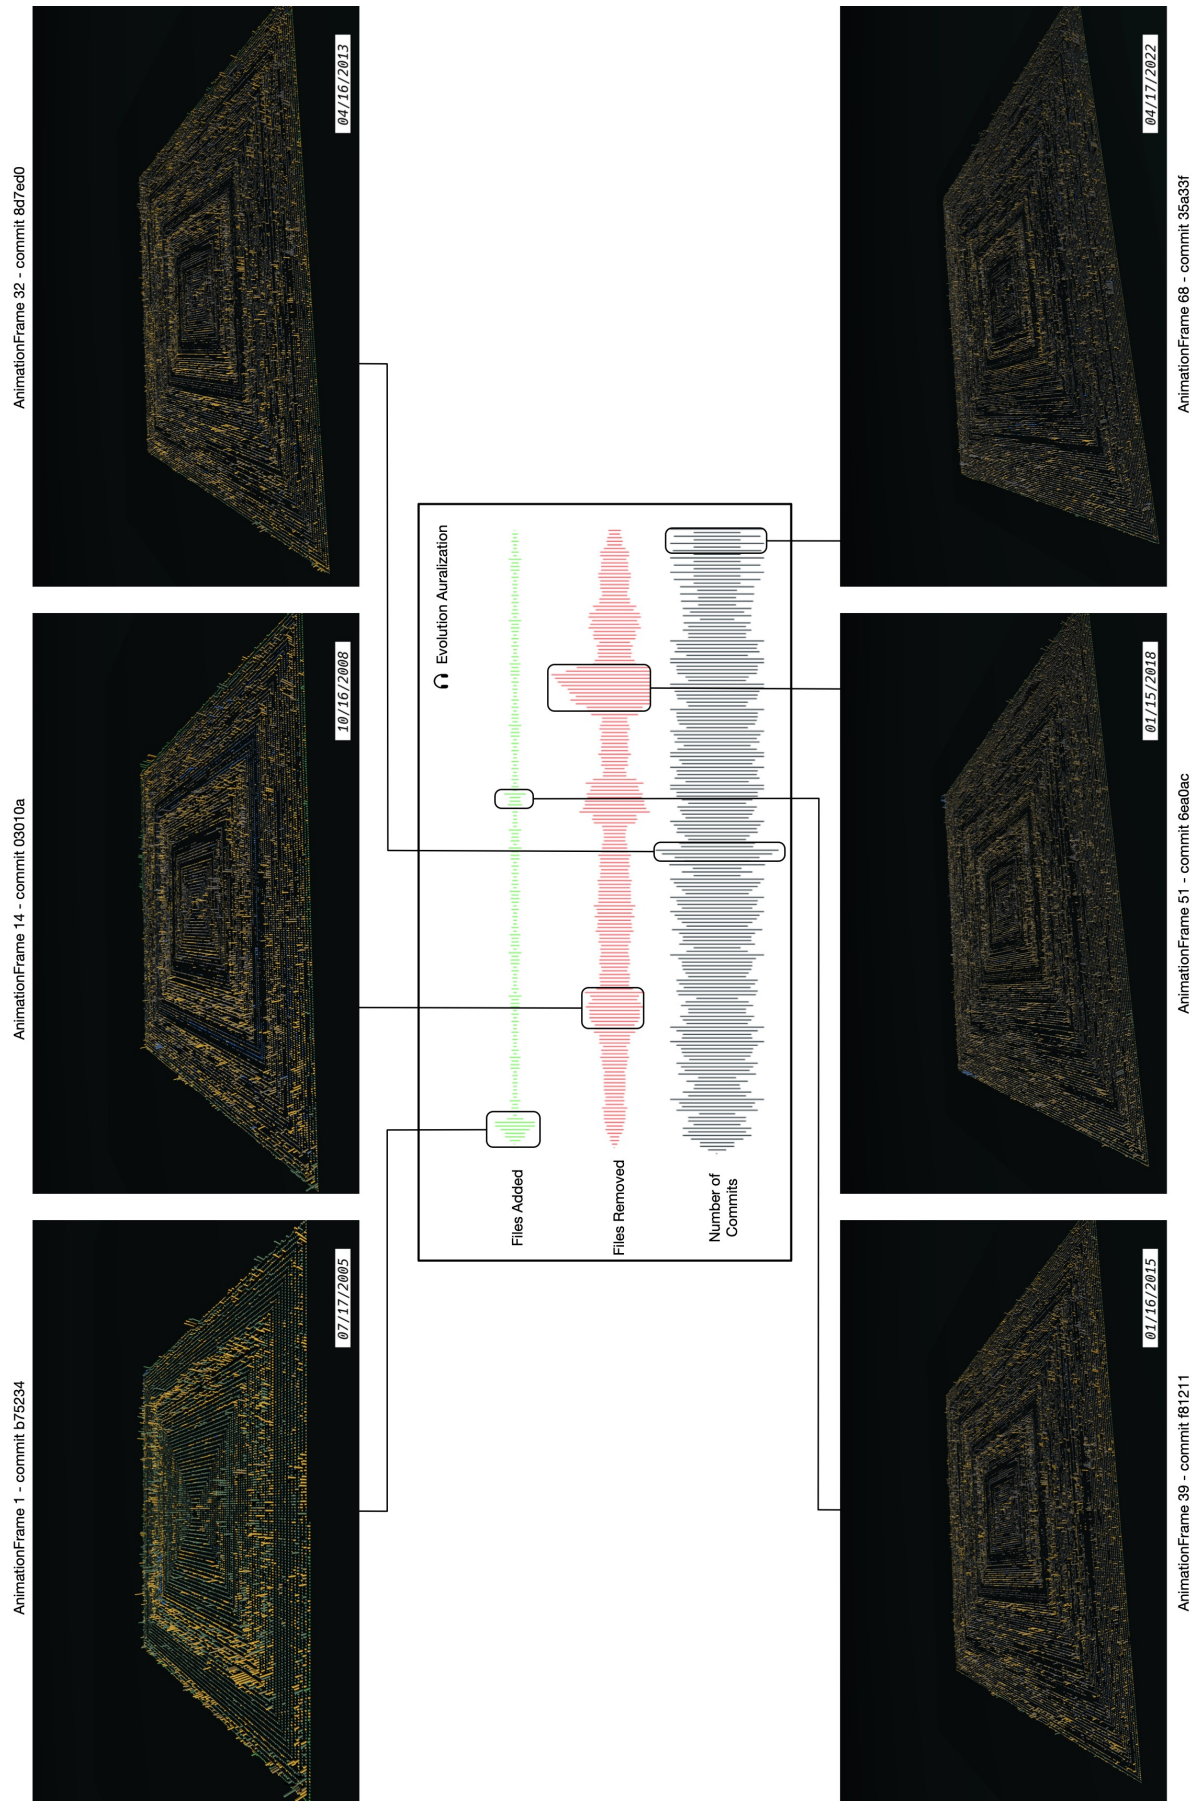 AnimationFrame 1 - commit b75234
07/17/2005
AnimationFrame 14 - commit 03010a
10/16/2008
AnimationFrame 32 - commit 8d7ed0
04/16/2013
Evolution Auralization
Files Added
Files Removed
Number of
Commits
01/16/2015
AnimationFrame 39 - commit f81211
01/15/2018
AnimationFrame 51 - commit 6ea0ac
04/17/2022
AnimationFrame 68 - commit 35a33f